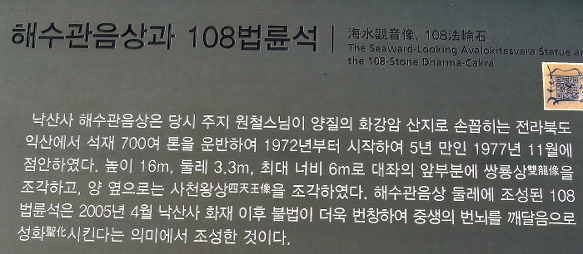 해수관음상과 108법륜석
海水觀音像, 108法輪石
The Seaward-Looking Avalokitesvara Statue an
the 108-Stone Dharma-Cakra
낙산사 해수관음상은 당시 주지 원철스님이 양질의 화강암 산지로 손꼽히는 전라북도
익산에서 석재 700여 톤을 운반하여 1972년부터 시작하여 5년 만인 1977년 11월에
점안하였다. 높이 16m, 둘레 3.3m, 최대 너비 6m로 대좌의 앞부분에 쌍룡상雙龍像을
조각하고, 양 옆으로는 사천왕상四天王像을 조각하였다. 해수관음상 둘레에 조성된 108
법륜석은 2005년 4월 낙산사 화재 이후 불법이 더욱 번창하여 중생의 번뇌를 깨달음으로
성화聖化시킨다는 의미에서 조성한 것이다.